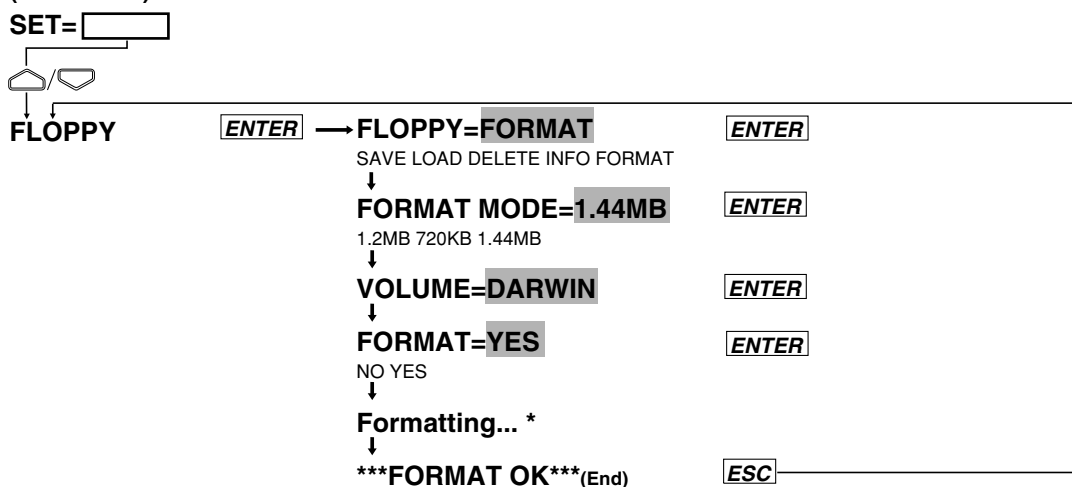 SET=
/
FLOPPY ENTER FLOPPY=FORMAT ENTER
SAVE LOAD DELETE INFO FORMAT
FORMAT MODE=1.44MB ENTER
1.2MB 720KB 1.44MB
VOLUME=DARWIN ENTER
FORMAT=YES ENTER
NO YES
Formatting... *
***FORMAT OK***(End) ESC